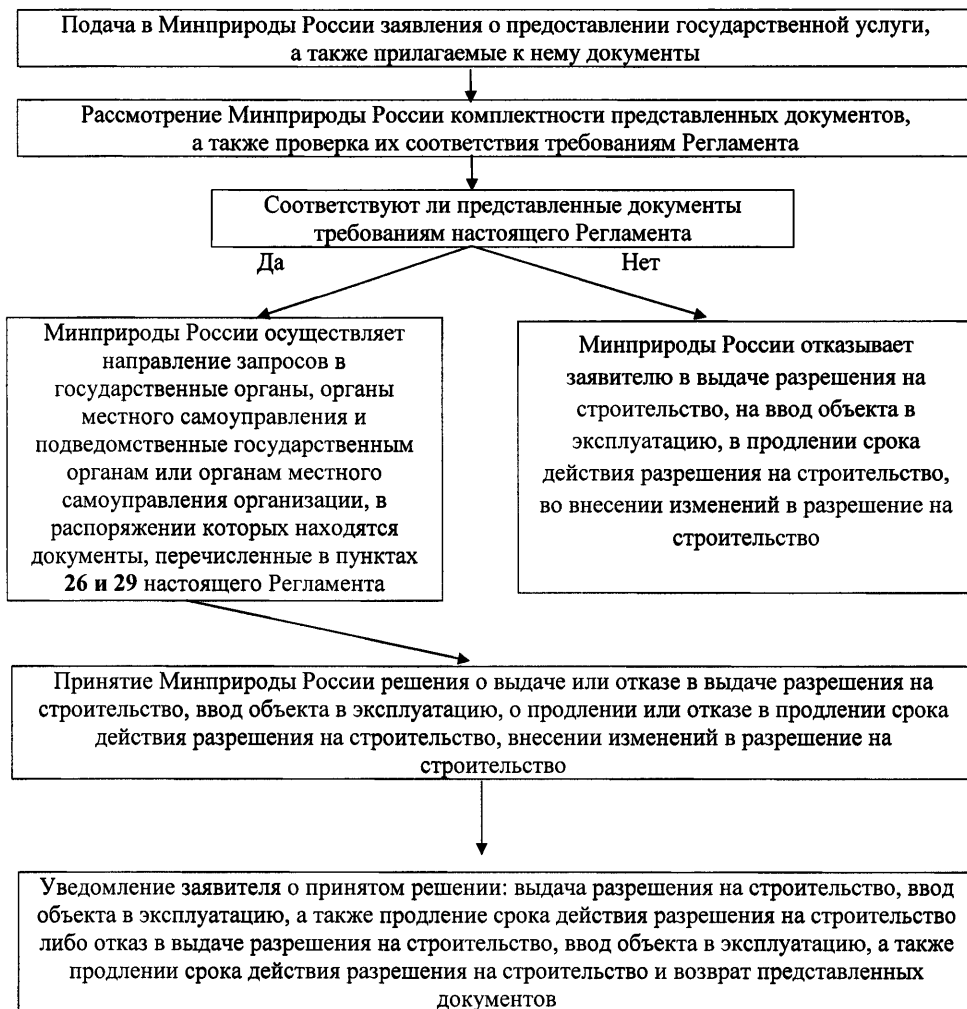 Подача в Минприроды России заявления о предоставлении государственной услуги,
а также прилагаемые к нему документы
Рассмотрение Минприроды России комплектности представленных документов,
а также проверка их соответствия требованиям Регламента
Соответствуют ли представленные документы
требованиям настоящего Регламента
Да
Нет
Минприроды России осуществляет
направление запросов в
государственные органы, органы
местного самоуправления и
подведомственные государственным
органам или органам местного
самоуправления организации, в
распоряжении которых находятся
документы, перечисленные в пунктах
26 и 29 настоящего Регламента
Минприроды России отказывает
заявителю в выдаче разрешения на
строительство, на ввод объекта в
эксплуатацию, в продлении срока
действия разрешения на строительство,
во внесении изменений в разрешение на
строительство
Принятие Минприроды России решения о выдаче или отказе в выдаче разрешения на
строительство, ввод объекта в эксплуатацию, о продлении или отказе в продлении срока
действия разрешения на строительство, внесении изменений в разрешение на
строительство
Уведомление заявителя о принятом решении: выдача разрешения на строительство, ввод
объекта в эксплуатацию, а также продление срока действия разрешения на строительство
либо отказ в выдаче разрешения на строительство, ввод объекта в эксплуатацию, а также
продлении срока действия разрешения на строительство и возврат представленных
документов